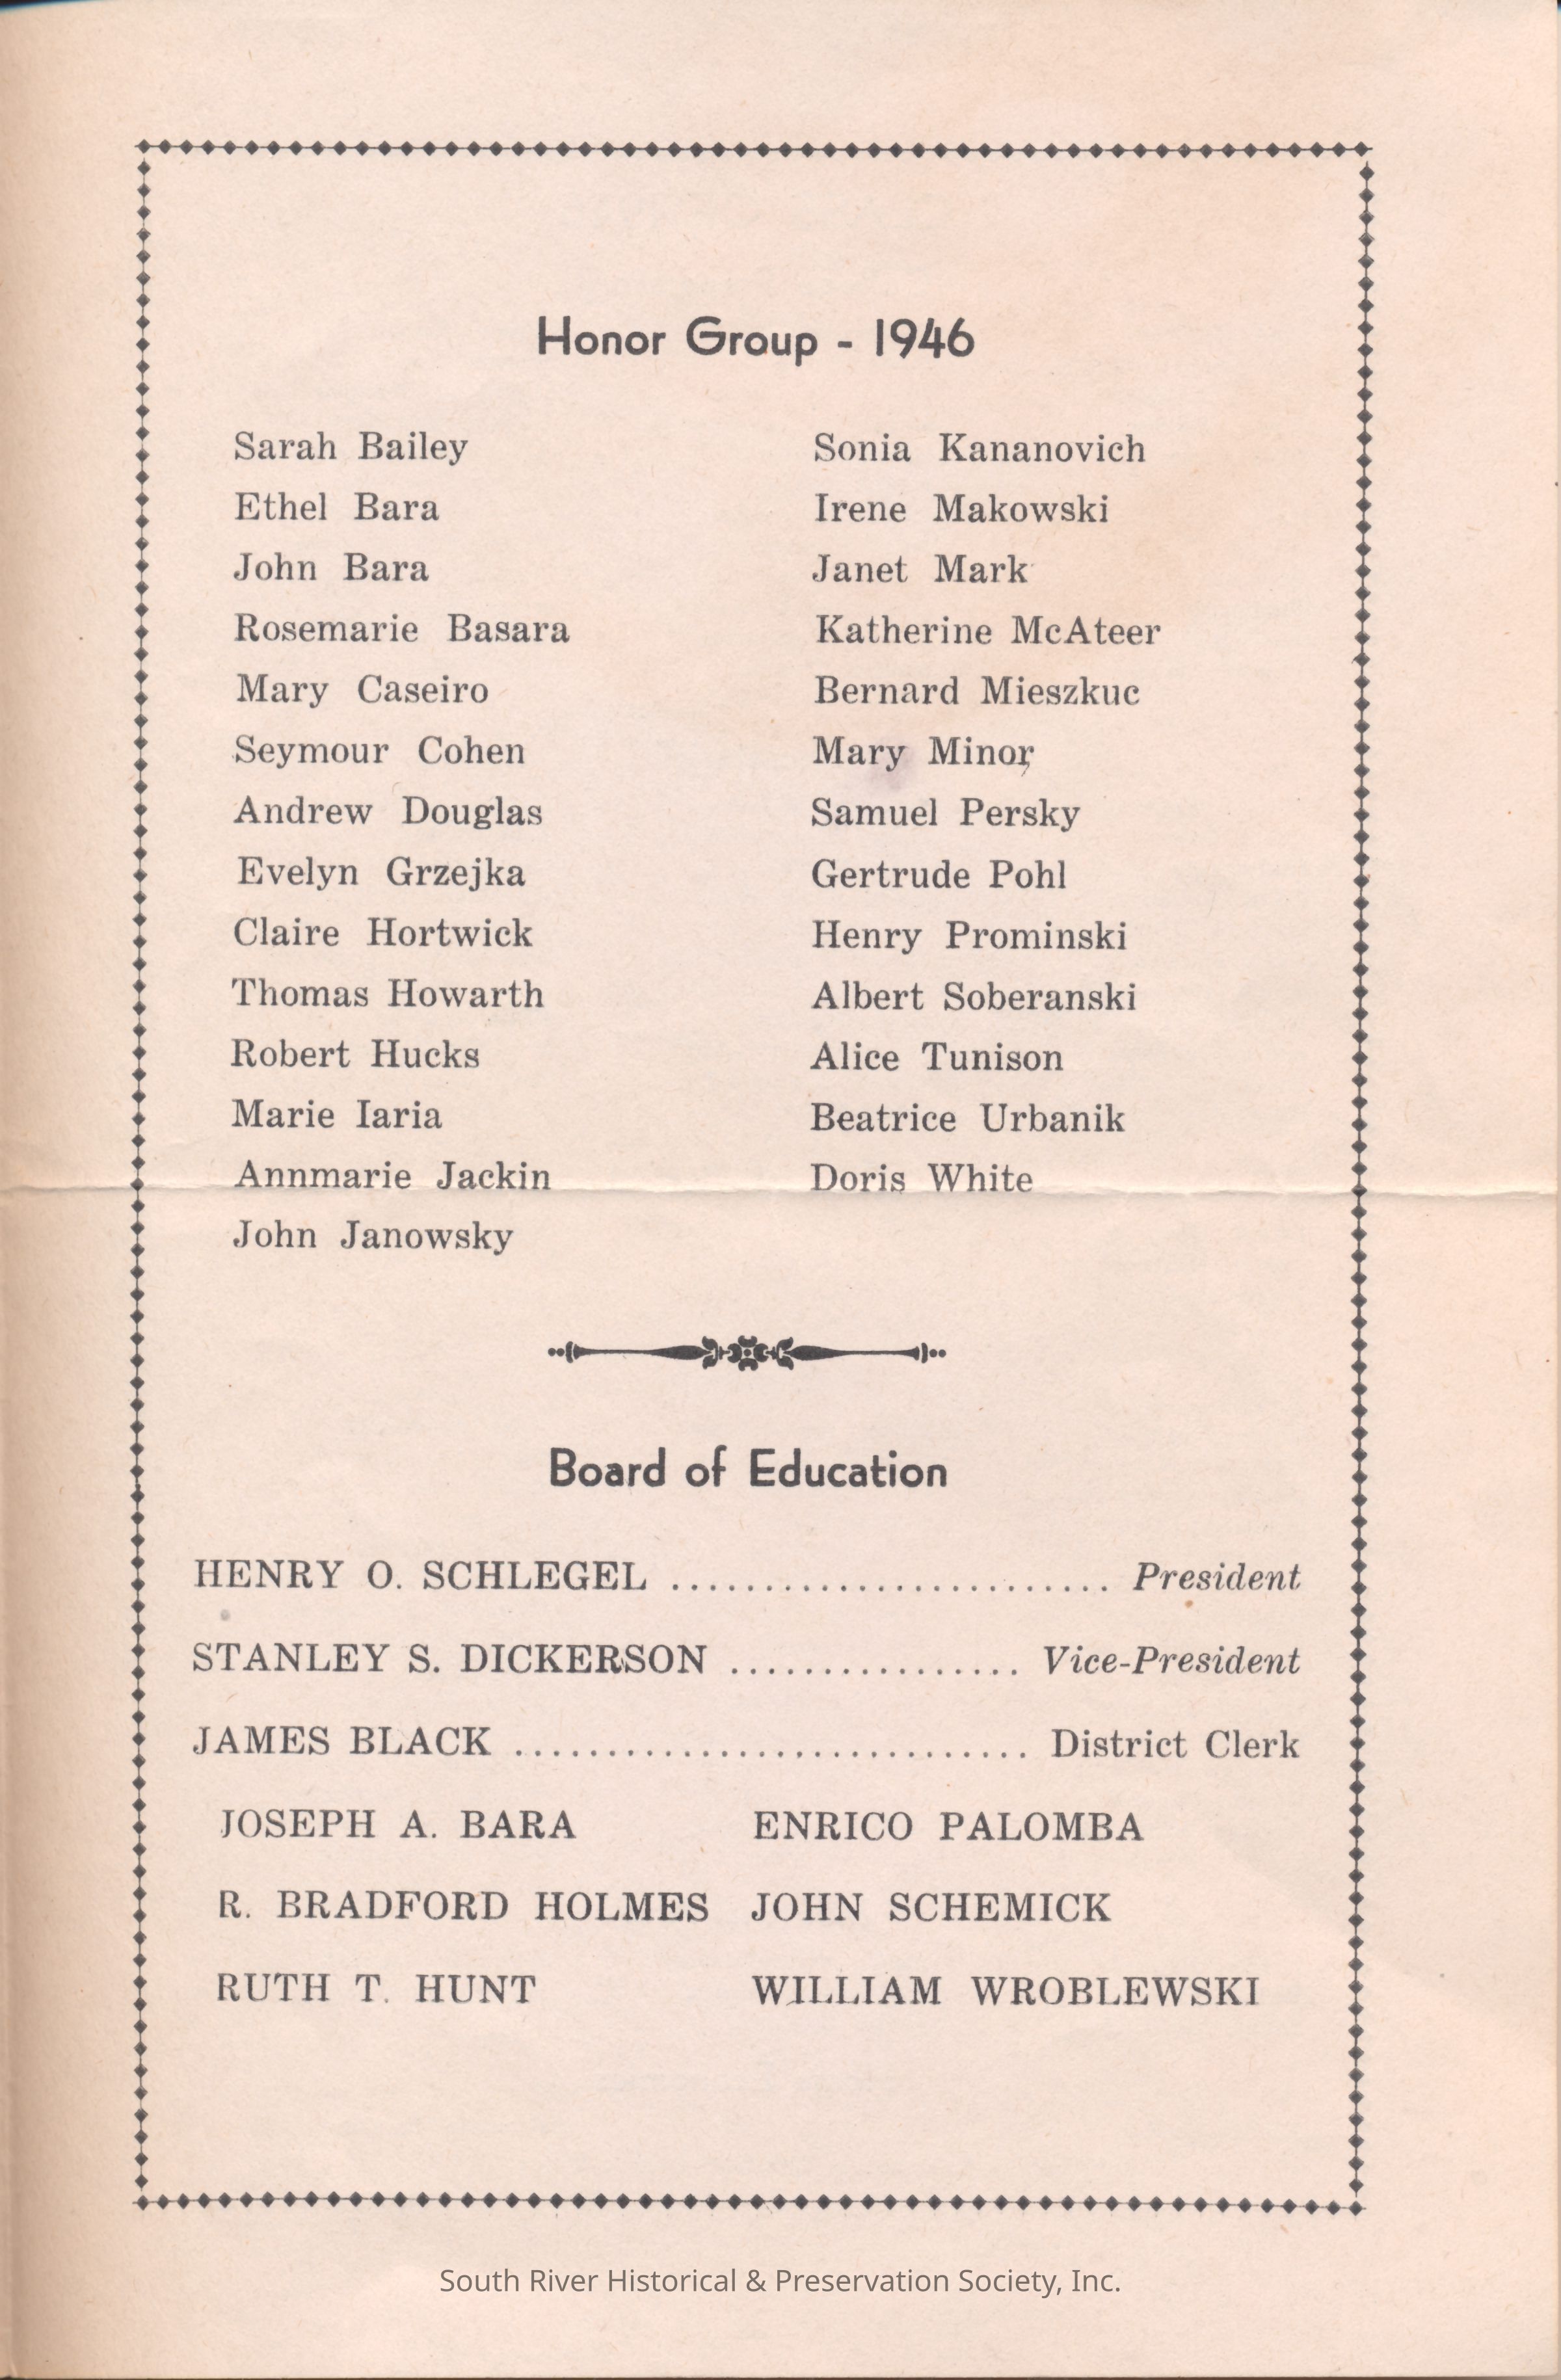 Honor Group - 1946
Sarah Bailey
Ethel Bara
John Bara
Rosemarie Basara
Mary Caseiro
Seymour Cohen
Andrew Douglas
Evelyn Grzejka
Claire Hortwick
Thomas Howarth
Robert Hucks
Marie Iaria
Annmarie Jackin
John Janowsky
Sonia Kananovich
Irene Makowski
Janet Mark
Katherine McAteer
Bernard Mieszkuc
Mary Minor
Samuel Persky
Gertrude Pohl
Henry Prominski
Albert Soberanski
Alice Tunison
Beatrice Urbanik
Doris White
Board of Education
HENRY O. SCHLEGEL ........................ President
STANLEY S. DICKERSON ................ Vice-President
JAMES BLACK ............................ District Clerk
JOSEPH A. BARA ENRICO PALOMBA
R. BRADFORD HOLMES JOHN SCHEMICK
RUTH T. HUNT WILLIAM WROBLEWSKI
South River Historical & Preservation Society, Inc.